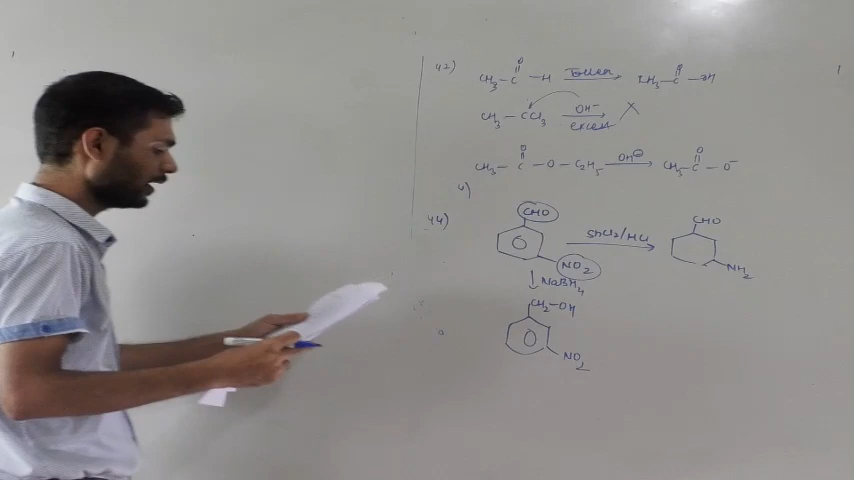 42) CH3-C-H Tollen CH3-C-OH
O O
CH3-CCl3 OH- excess X
O O
CH3-C-O-C2H5 OH⊖ CH3-C-O-
4)
44) CHO SnCl2/HCl CHO
NO2 NH2
NaBH4
CH2-OH
NO2